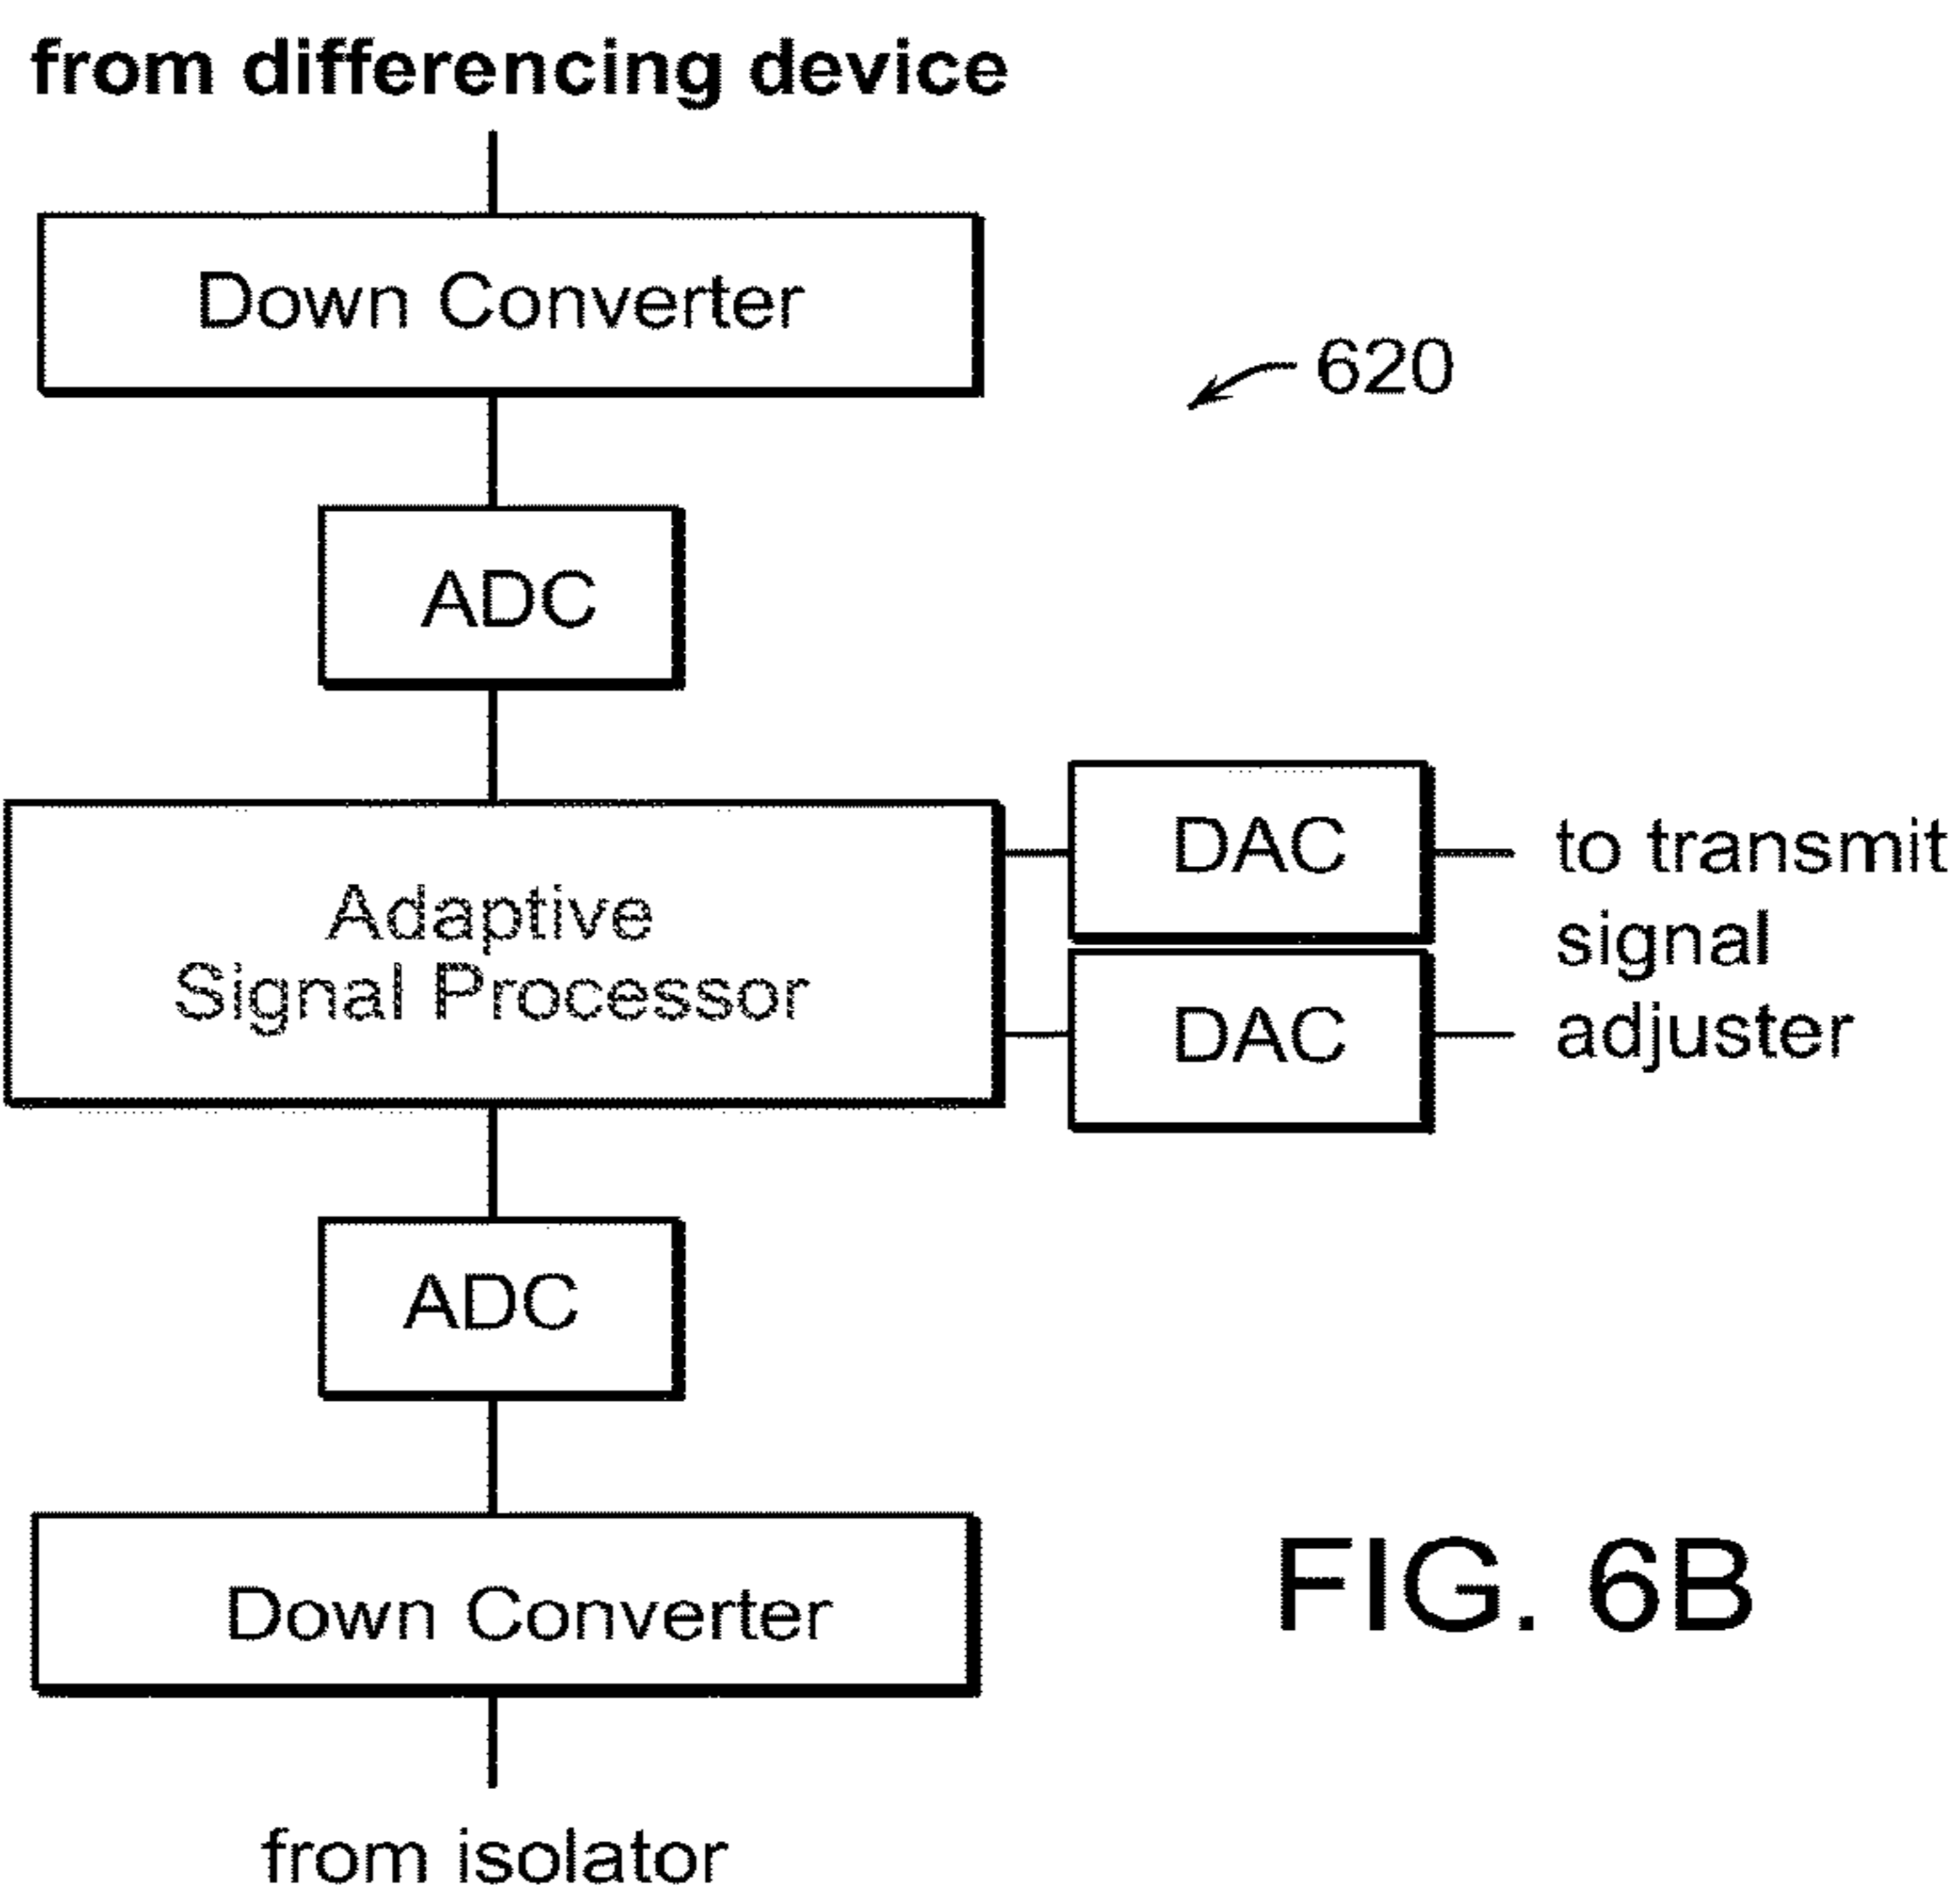 from differencing device
Down Converter
620
ADC
DAC
to transmit
signal
adjuster
Adaptive
Signal Processor
DAC
ADC
Down Converter
FIG. 6B
from isolator